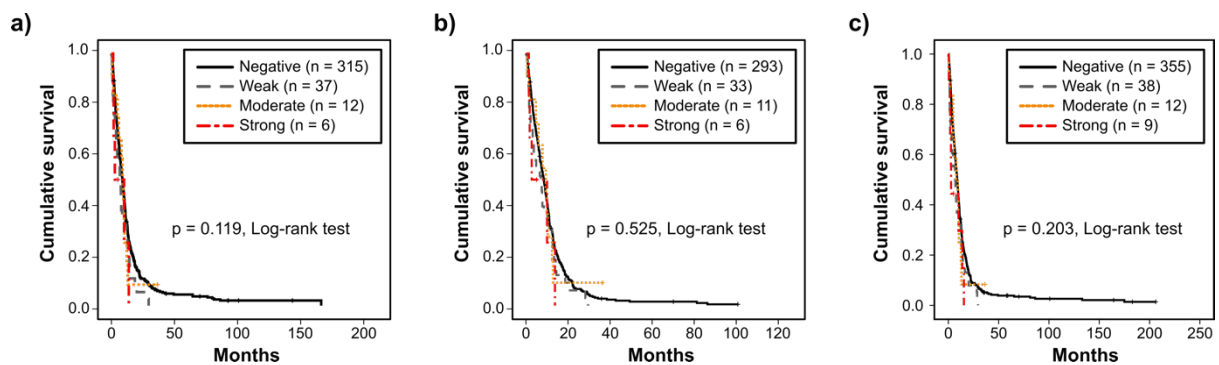 a)
Cumulative survival
1.0
0.8
0.6
0.4
0.2
0.0
Negative (n = 315)
Weak (n = 37)
Moderate (n = 12)
Strong (n = 6)
p = 0.119, Log-rank test
0 50 100 150 200
Months
b)
Cumulative survival
1.0
0.8
0.6
0.4
0.2
0.0
Negative (n = 293)
Weak (n = 33)
Moderate (n = 11)
Strong (n = 6)
p = 0.525, Log-rank test
0 20 40 60 80 100 120
Months
c)
Cumulative survival
1.0
0.8
0.6
0.4
0.2
0.0
Negative (n = 355)
Weak (n = 38)
Moderate (n = 12)
Strong (n = 9)
p = 0.203, Log-rank test
0 50 100 150 200 250
Months